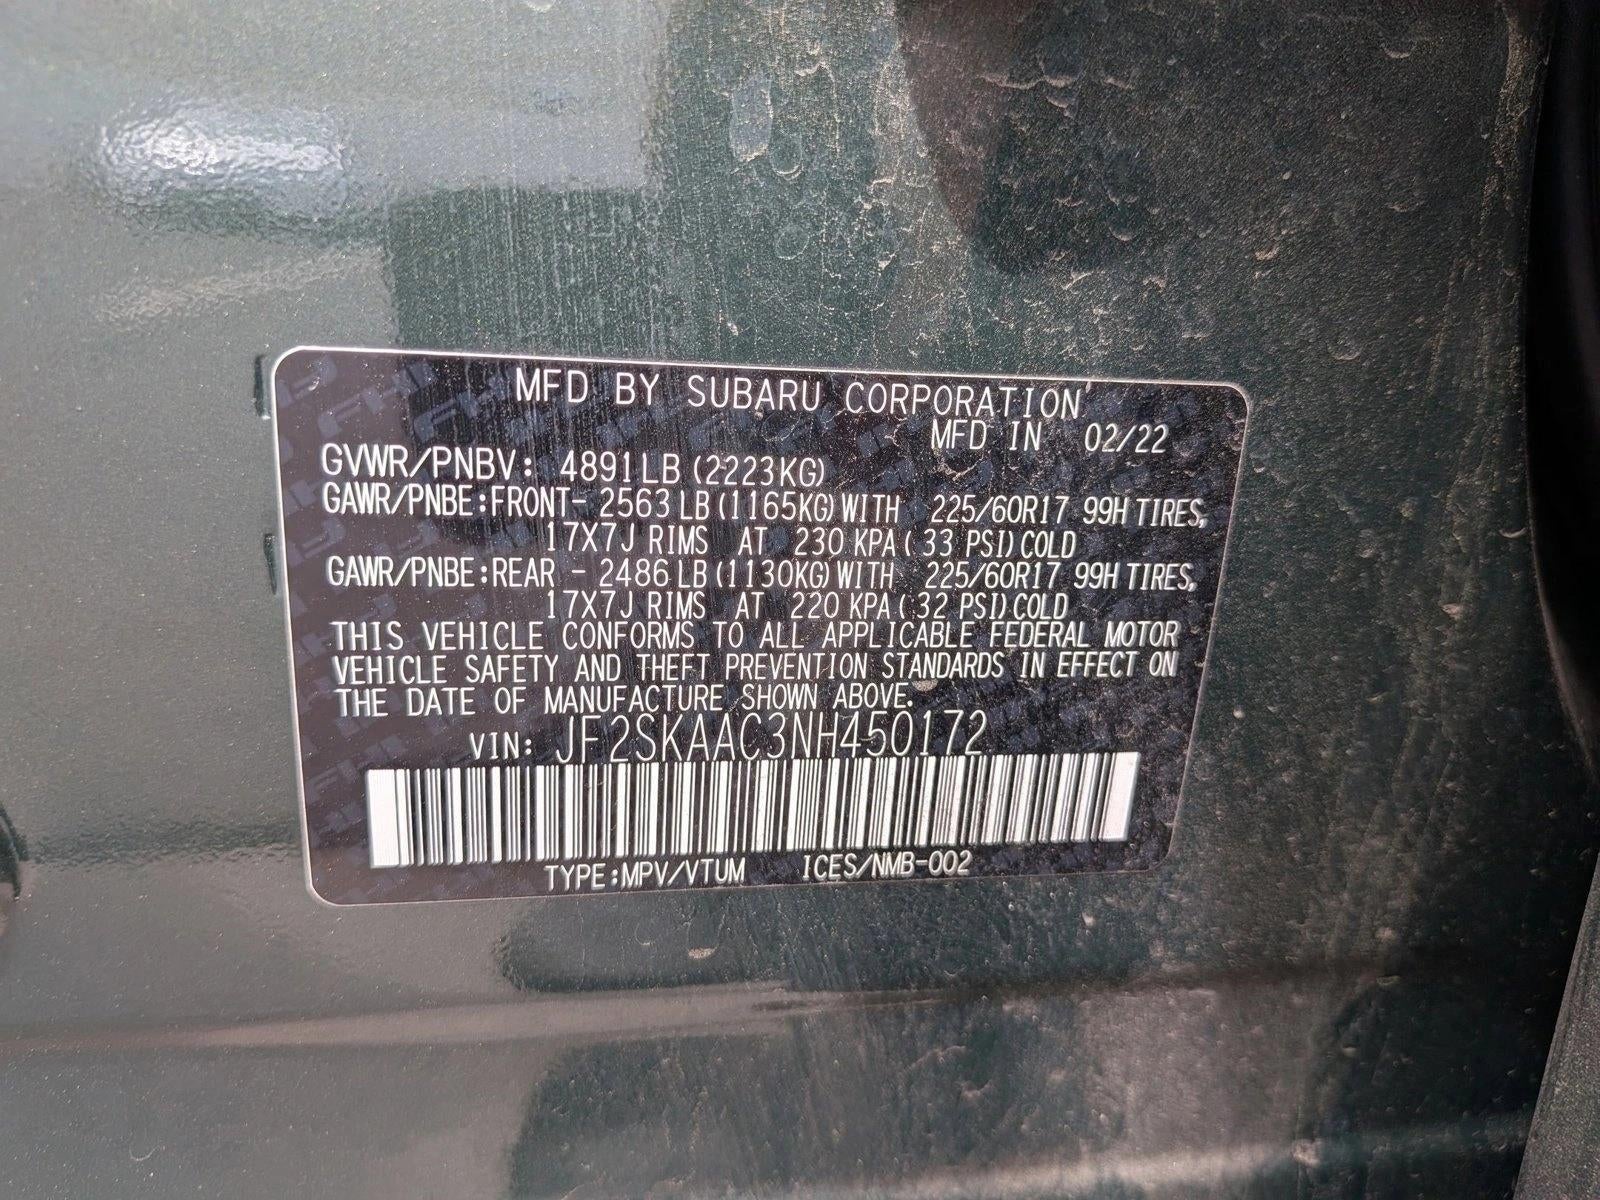 MFD BY SUBARU CORPORATION
MFD IN 02/22
GVWR/PNBV: 4891LB (2223KG)
GAWR/PNBE:FRONT- 2563 LB (1165KG) WITH 225/60R17 99H TIRES,
17X7J RIMS AT 230 KPA ( 33 PSI) COLD
GAWR/PNBE:REAR - 2486 LB (1130KG) WITH 225/60R17 99H TIRES,
17X7J RIMS AT 220 KPA ( 32 PSI) COLD
THIS VEHICLE CONFORMS TO ALL APPLICABLE FEDERAL MOTOR
VEHICLE SAFETY AND THEFT PREVENTION STANDARDS IN EFFECT ON
THE DATE OF MANUFACTURE SHOWN ABOVE.
VIN: JF2SKAAC3NH450172
TYPE:MPV/VTUM ICES/NMB-002